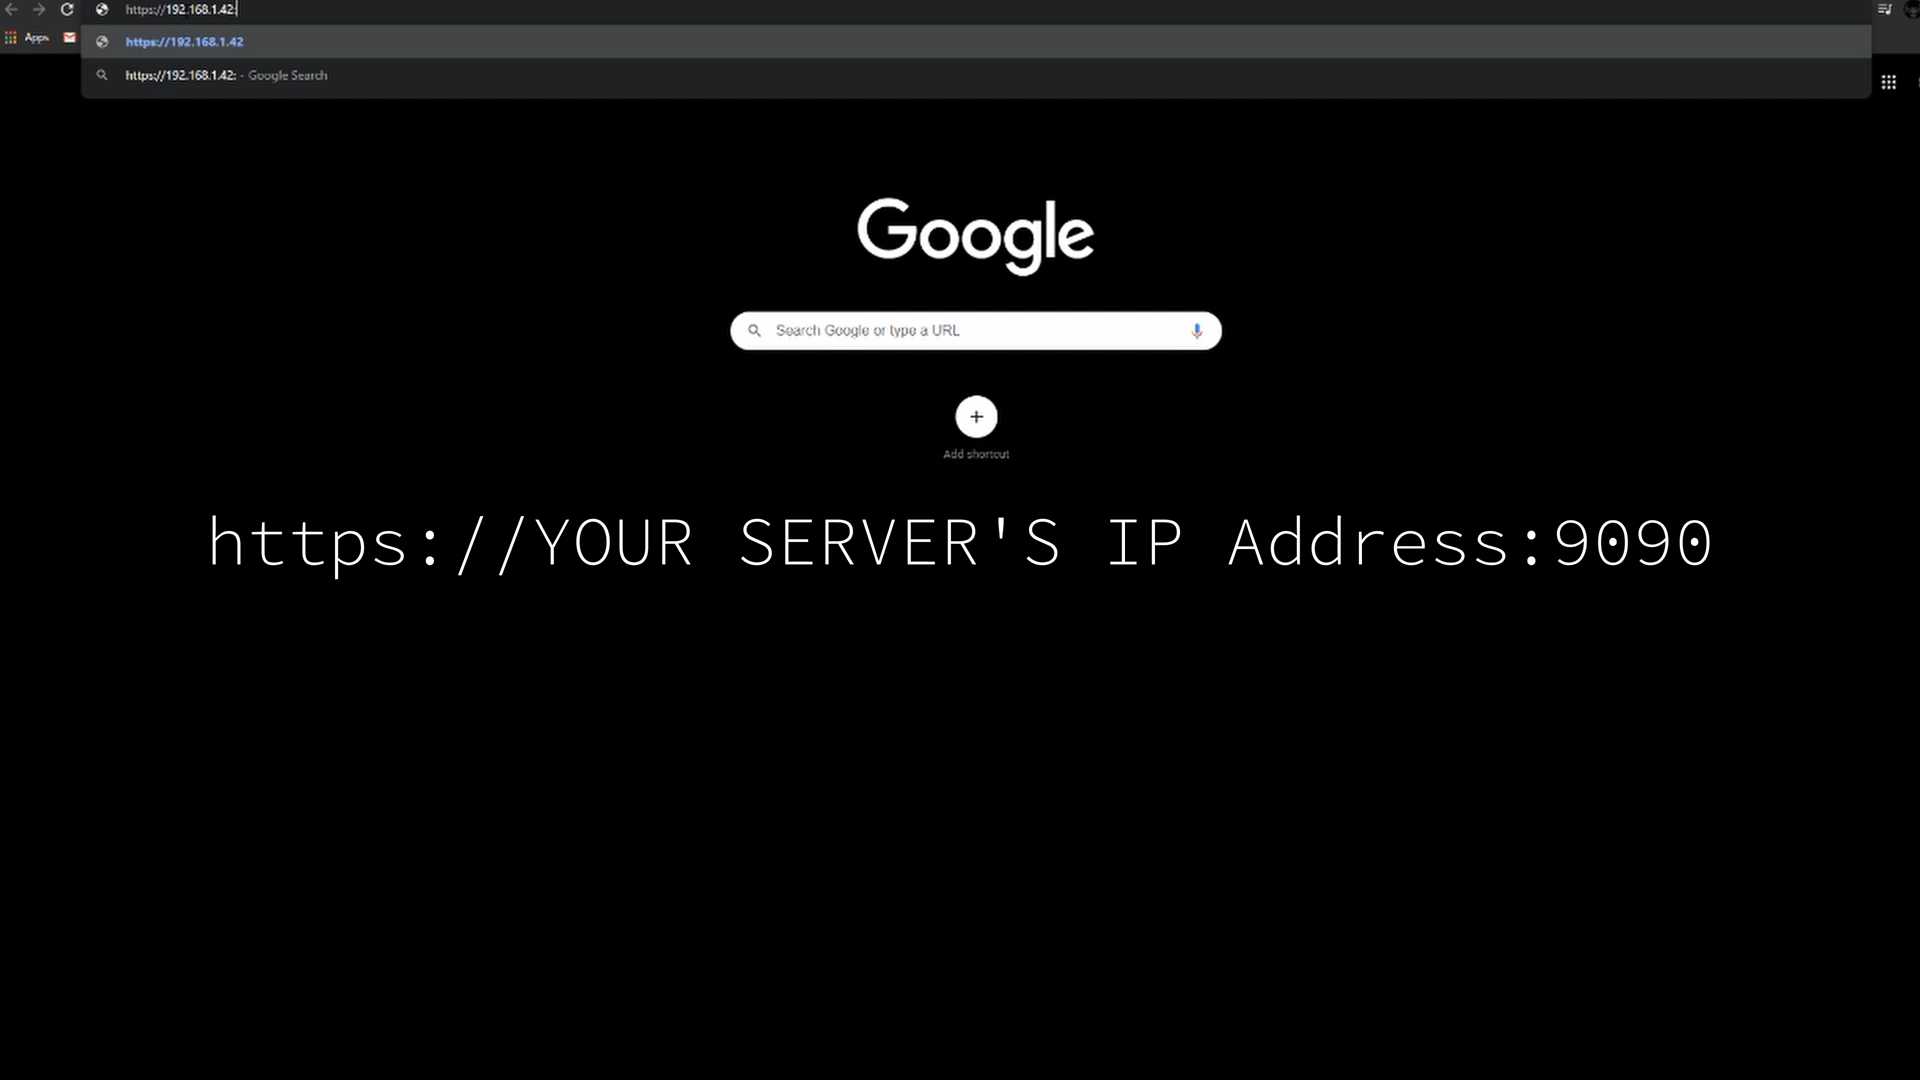 https://192.168.1.42:
Apps
https://192.168.1.42
https://192.168.1.42: - Google Search
Google
Search Google or type a URL
Add shortcut
https://YOUR SERVER'S IP Address:9090